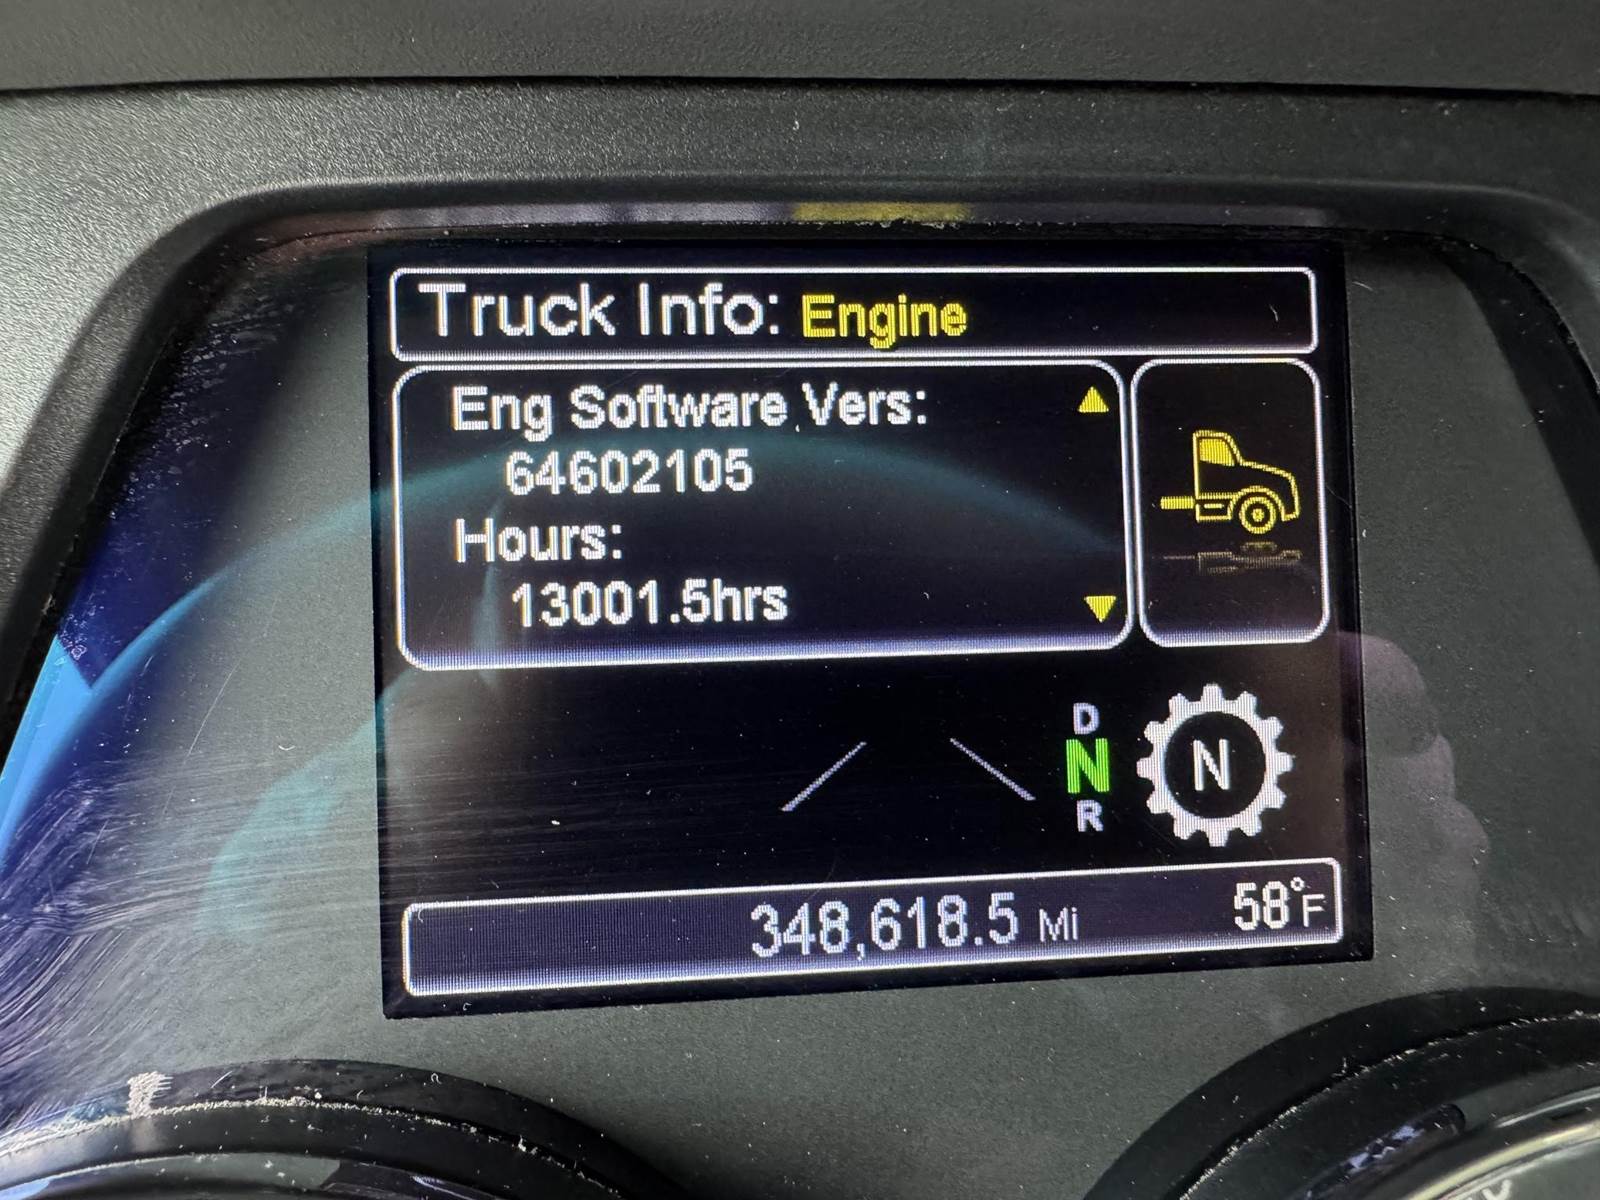 Truck Info: Engine
Eng Software Vers:
64602105
Hours:
13001.5hrs
D
N
R
N
348,618.5 Mi
58°F